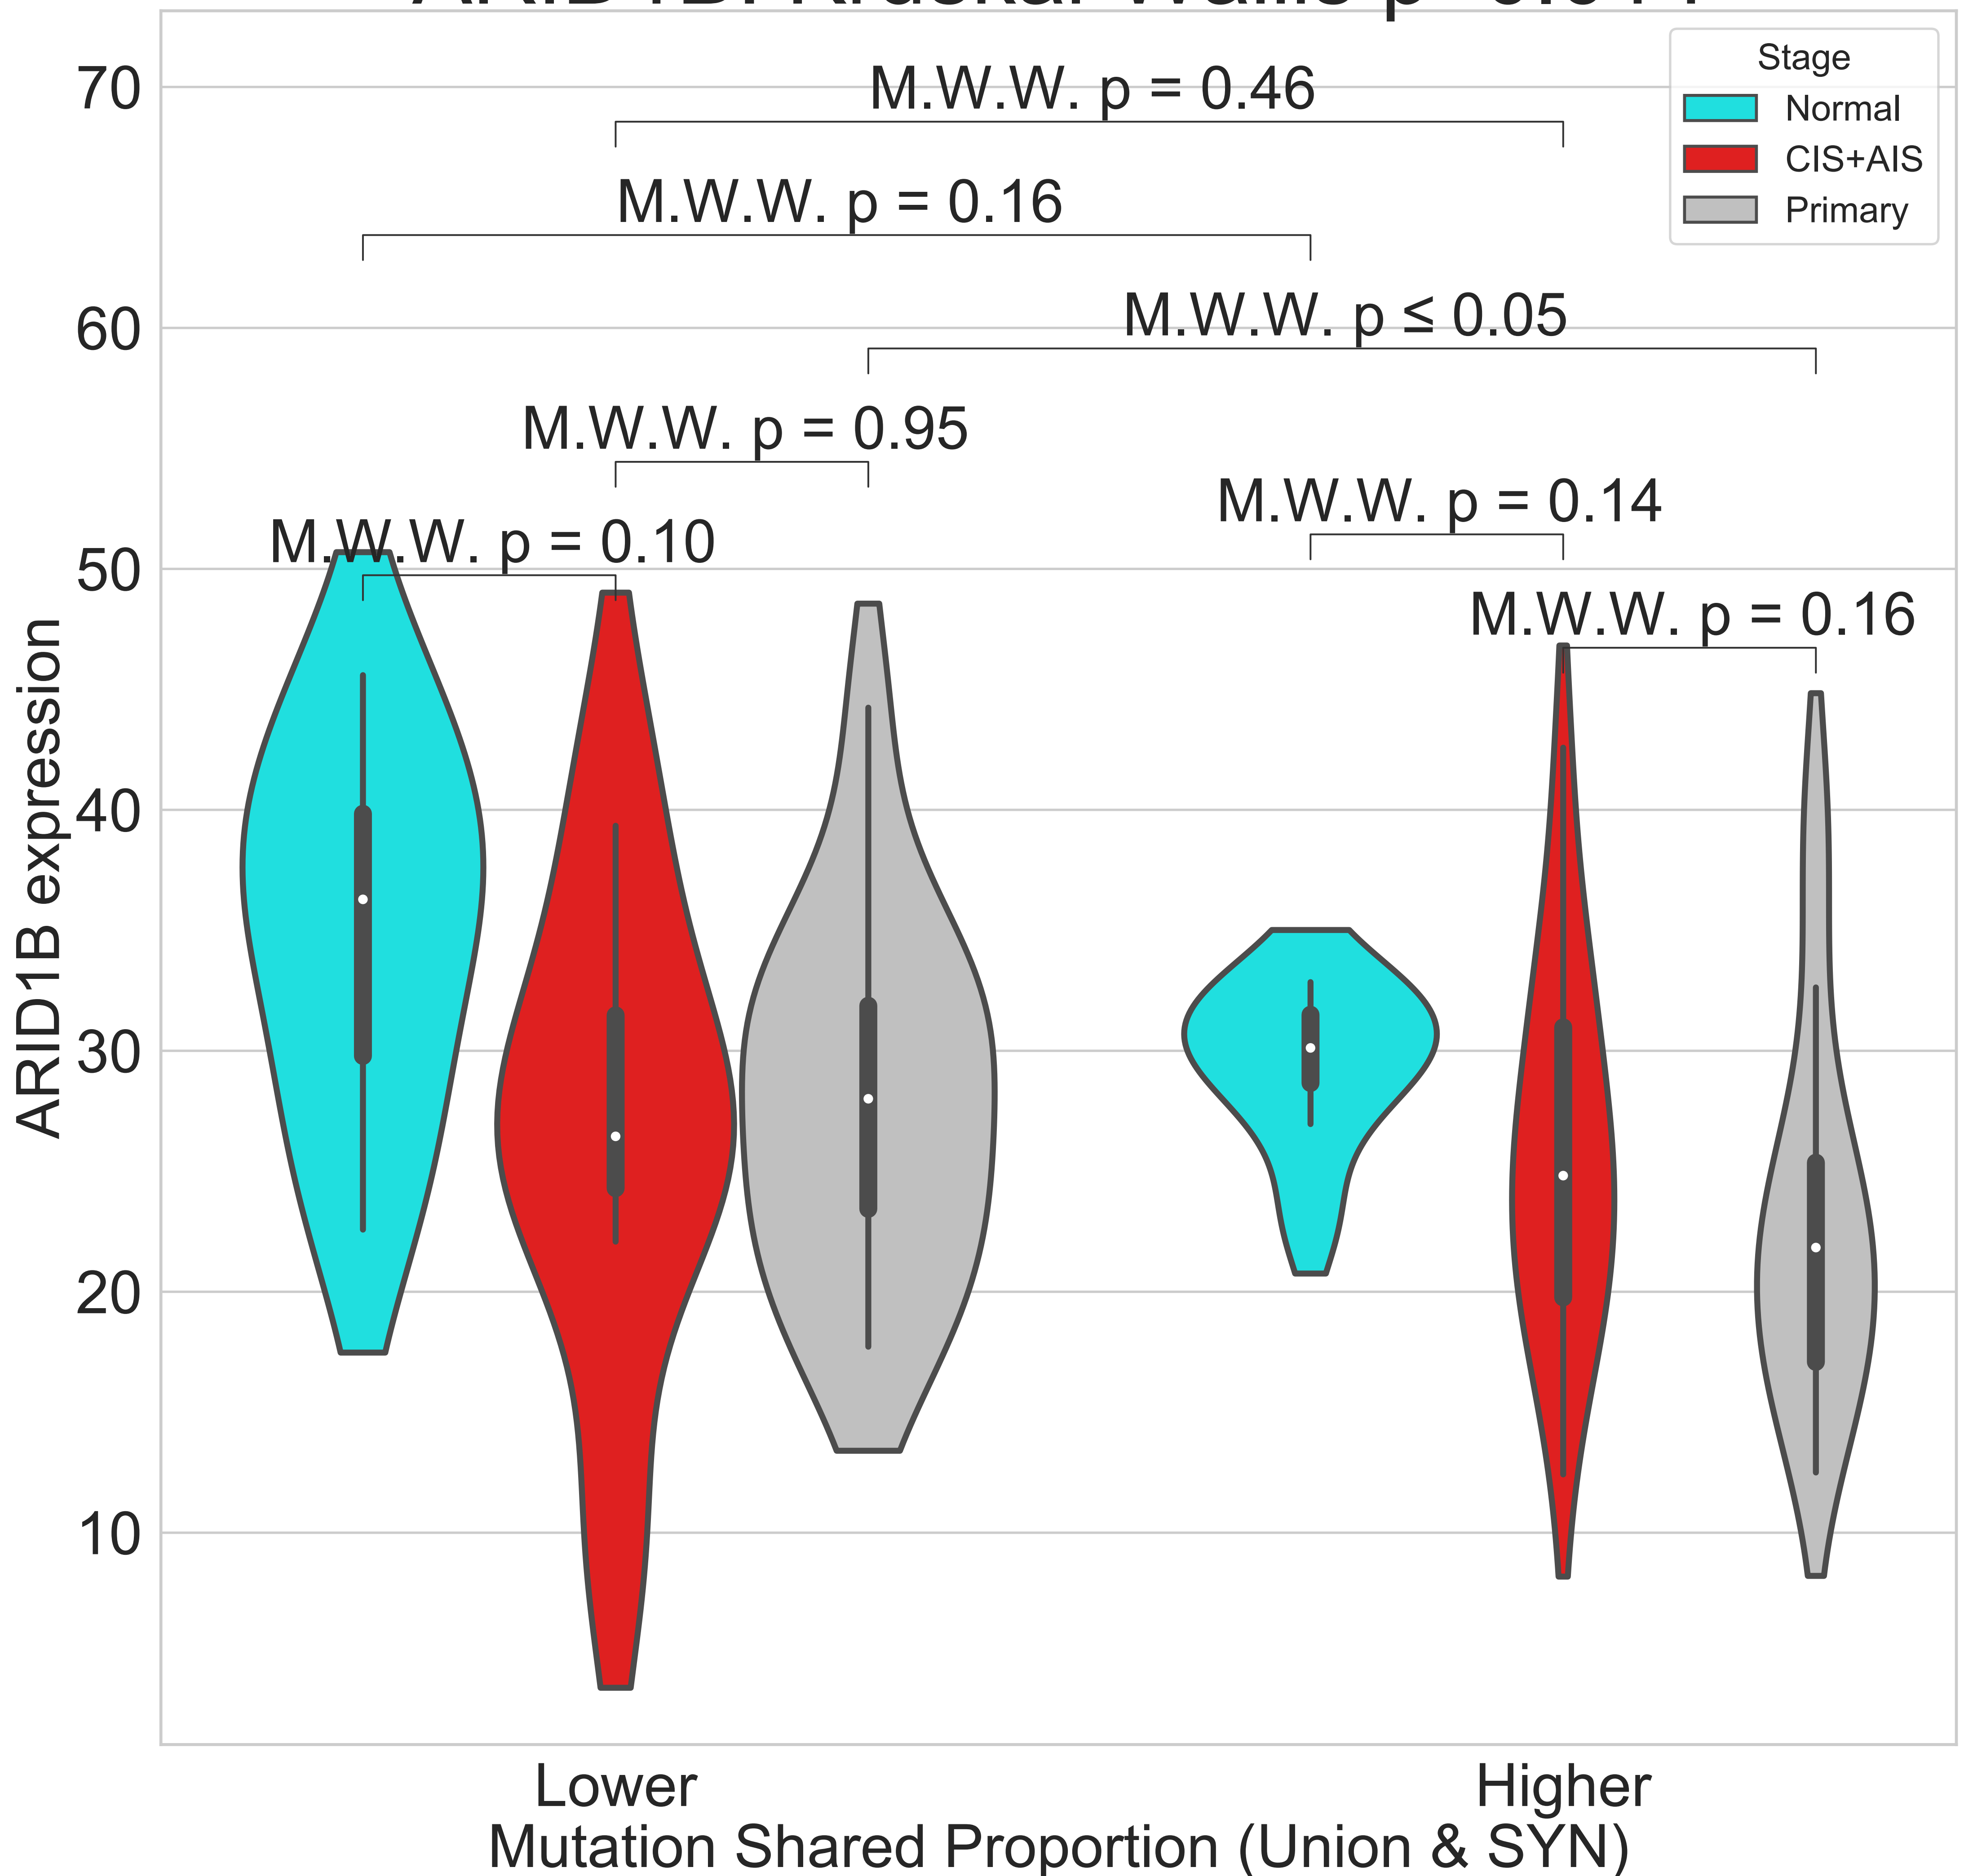 Stage
Normal
CIS+AIS
Primary
M.W.W. p = 0.46
M.W.W. p = 0.16
M.W.W. p ≤ 0.05
M.W.W. p = 0.95
M.W.W. p = 0.14
M.W.W. p = 0.10
M.W.W. p = 0.16
70
60
50
40
30
20
10
ARID1B expression
Lower
Higher
Mutation Shared Proportion (Union & SYN)